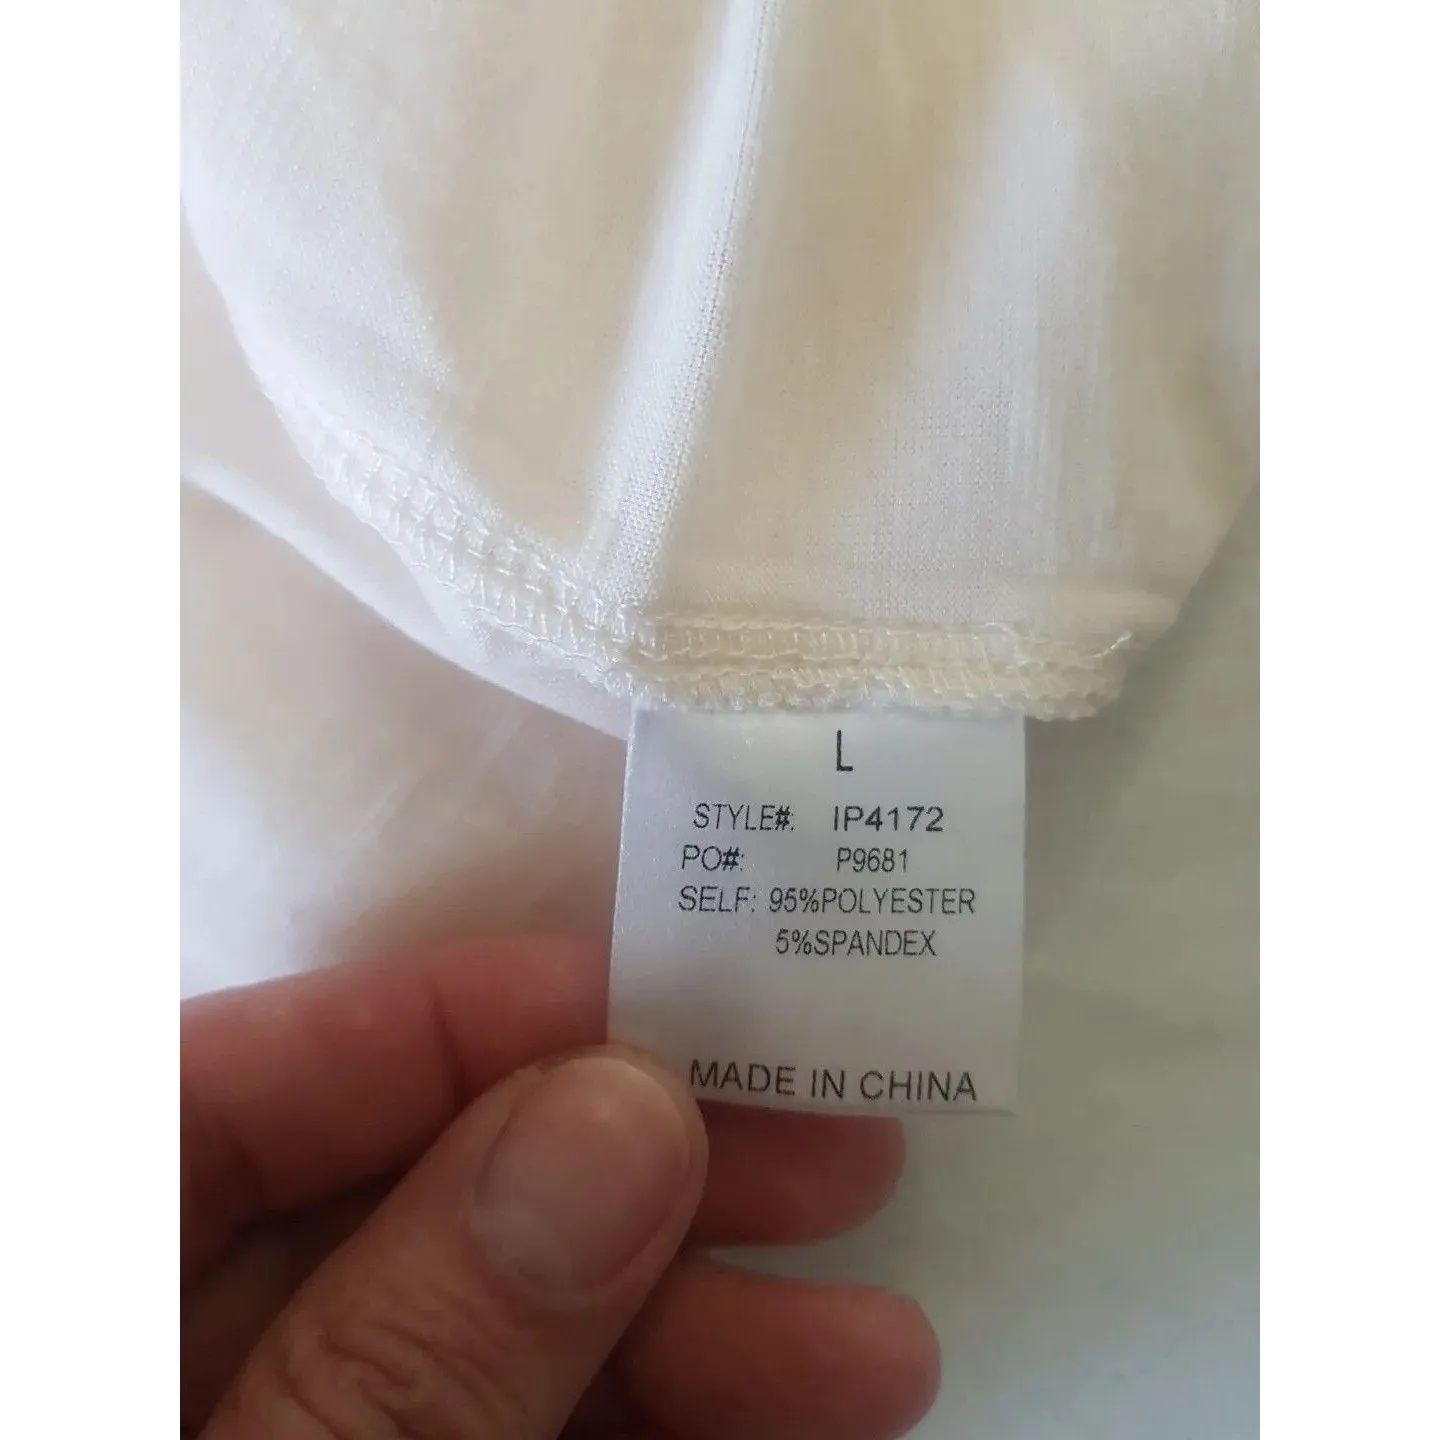 L
STYLE#: IP4172
PO#: P9681
SELF: 95%POLYESTER
5%SPANDEX
MADE IN CHINA